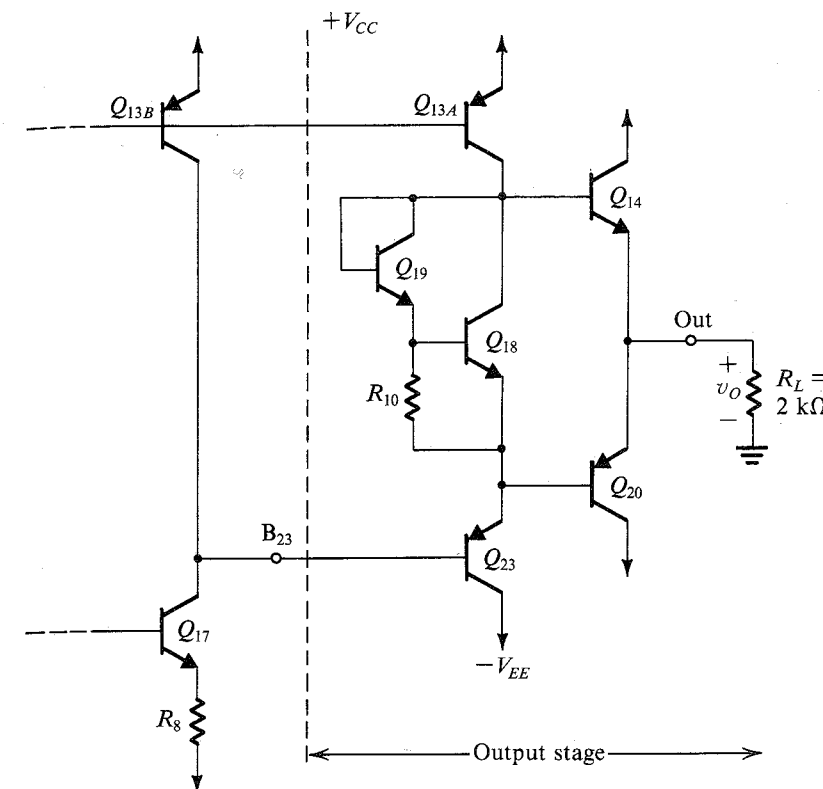 +V_CC
Q_13B
Q_13A
Q_14
Q_19
Q_18
Out
R_10
+
v_O
−
R_L =
2 kΩ
Q_20
B_23
Q_23
Q_17
−V_EE
R_8
Output stage